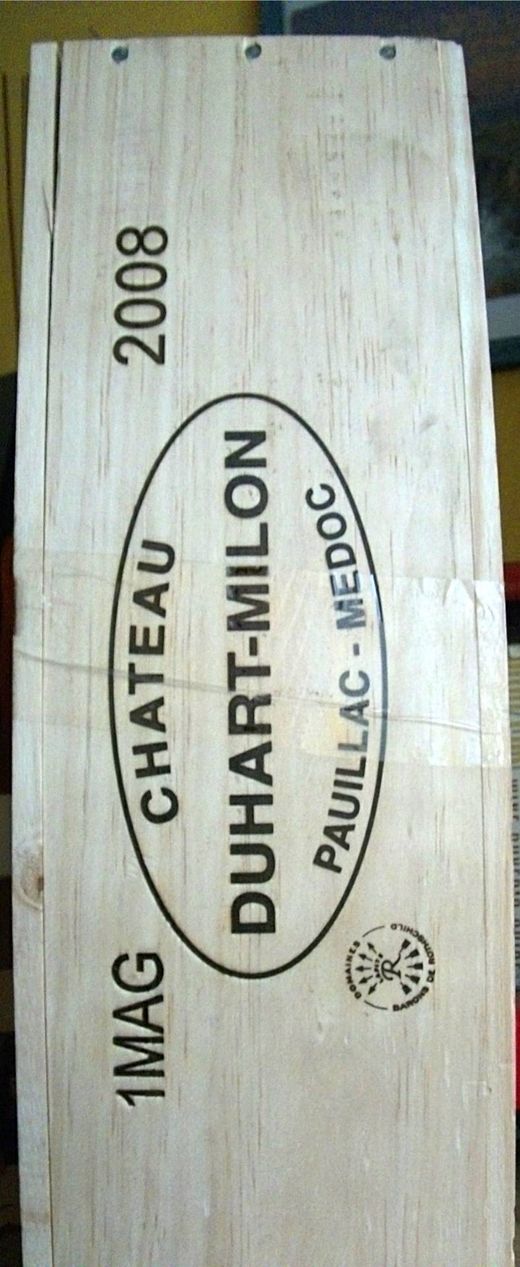 1MAG
2008
CHATEAU
DUHART-MILON
PAUILLAC - MEDOC
DOMAINES
BARONS DE ROTHSCHILD
R